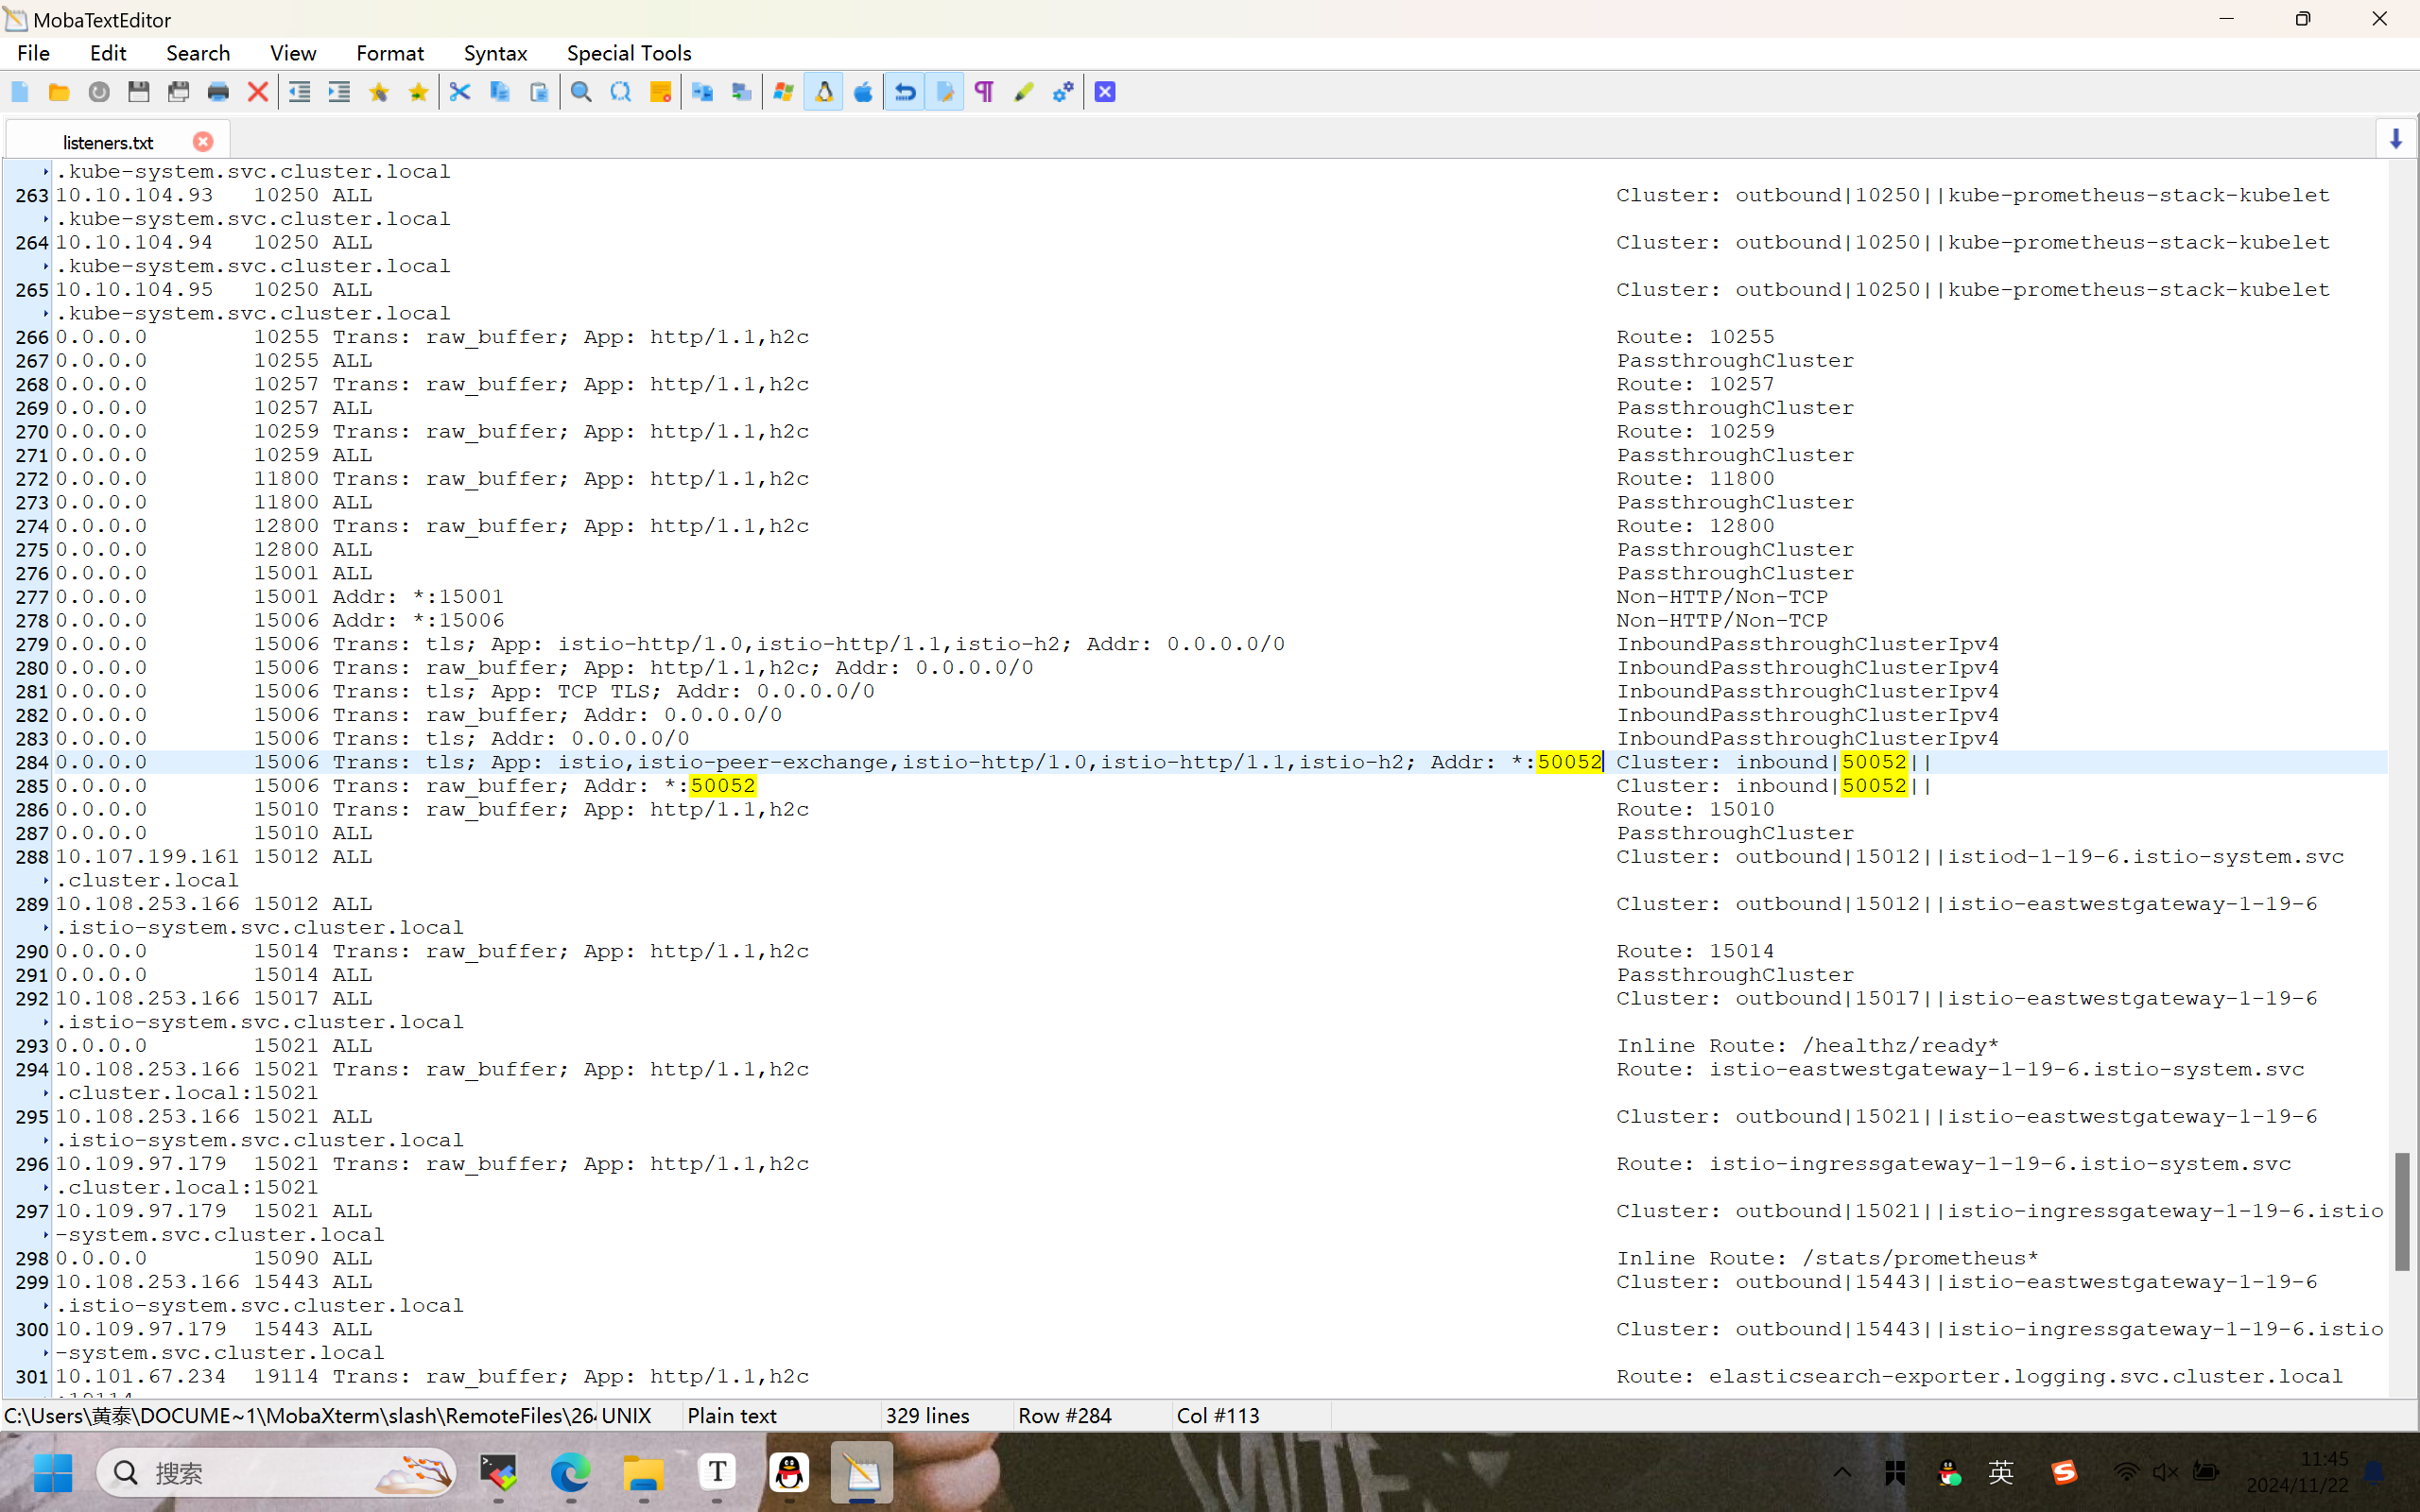 MobaTextEditor
File Edit Search View Format Syntax Special Tools
listeners.txt
.kube-system.svc.cluster.local
263 10.10.104.93 10250 ALL Cluster: outbound|10250||kube-prometheus-stack-kubelet
.kube-system.svc.cluster.local
264 10.10.104.94 10250 ALL Cluster: outbound|10250||kube-prometheus-stack-kubelet
.kube-system.svc.cluster.local
265 10.10.104.95 10250 ALL Cluster: outbound|10250||kube-prometheus-stack-kubelet
.kube-system.svc.cluster.local
266 0.0.0.0 10255 Trans: raw_buffer; App: http/1.1,h2c Route: 10255
267 0.0.0.0 10255 ALL PassthroughCluster
268 0.0.0.0 10257 Trans: raw_buffer; App: http/1.1,h2c Route: 10257
269 0.0.0.0 10257 ALL PassthroughCluster
270 0.0.0.0 10259 Trans: raw_buffer; App: http/1.1,h2c Route: 10259
271 0.0.0.0 10259 ALL PassthroughCluster
272 0.0.0.0 11800 Trans: raw_buffer; App: http/1.1,h2c Route: 11800
273 0.0.0.0 11800 ALL PassthroughCluster
274 0.0.0.0 12800 Trans: raw_buffer; App: http/1.1,h2c Route: 12800
275 0.0.0.0 12800 ALL PassthroughCluster
276 0.0.0.0 15001 ALL PassthroughCluster
277 0.0.0.0 15001 Addr: *:15001 Non-HTTP/Non-TCP
278 0.0.0.0 15006 Addr: *:15006 Non-HTTP/Non-TCP
279 0.0.0.0 15006 Trans: tls; App: istio-http/1.0,istio-http/1.1,istio-h2; Addr: 0.0.0.0/0 InboundPassthroughClusterIpv4
280 0.0.0.0 15006 Trans: raw_buffer; App: http/1.1,h2c; Addr: 0.0.0.0/0 InboundPassthroughClusterIpv4
281 0.0.0.0 15006 Trans: tls; App: TCP TLS; Addr: 0.0.0.0/0 InboundPassthroughClusterIpv4
282 0.0.0.0 15006 Trans: raw_buffer; Addr: 0.0.0.0/0 InboundPassthroughClusterIpv4
283 0.0.0.0 15006 Trans: tls; Addr: 0.0.0.0/0 InboundPassthroughClusterIpv4
284 0.0.0.0 15006 Trans: tls; App: istio,istio-peer-exchange,istio-http/1.0,istio-http/1.1,istio-h2; Addr: *:50052 Cluster: inbound|50052||
285 0.0.0.0 15006 Trans: raw_buffer; Addr: *:50052 Cluster: inbound|50052||
286 0.0.0.0 15010 Trans: raw_buffer; App: http/1.1,h2c Route: 15010
287 0.0.0.0 15010 ALL PassthroughCluster
288 10.107.199.161 15012 ALL Cluster: outbound|15012||istiod-1-19-6.istio-system.svc
.cluster.local
289 10.108.253.166 15012 ALL Cluster: outbound|15012||istio-eastwestgateway-1-19-6
.istio-system.svc.cluster.local
290 0.0.0.0 15014 Trans: raw_buffer; App: http/1.1,h2c Route: 15014
291 0.0.0.0 15014 ALL PassthroughCluster
292 10.108.253.166 15017 ALL Cluster: outbound|15017||istio-eastwestgateway-1-19-6
.istio-system.svc.cluster.local
293 0.0.0.0 15021 ALL Inline Route: /healthz/ready*
294 10.108.253.166 15021 Trans: raw_buffer; App: http/1.1,h2c Route: istio-eastwestgateway-1-19-6.istio-system.svc
.cluster.local:15021
295 10.108.253.166 15021 ALL Cluster: outbound|15021||istio-eastwestgateway-1-19-6
.istio-system.svc.cluster.local
296 10.109.97.179 15021 Trans: raw_buffer; App: http/1.1,h2c Route: istio-ingressgateway-1-19-6.istio-system.svc
.cluster.local:15021
297 10.109.97.179 15021 ALL Cluster: outbound|15021||istio-ingressgateway-1-19-6.istio
-system.svc.cluster.local
298 0.0.0.0 15090 ALL Inline Route: /stats/prometheus*
299 10.108.253.166 15443 ALL Cluster: outbound|15443||istio-eastwestgateway-1-19-6
.istio-system.svc.cluster.local
300 10.109.97.179 15443 ALL Cluster: outbound|15443||istio-ingressgateway-1-19-6.istio
-system.svc.cluster.local
301 10.101.67.234 19114 Trans: raw_buffer; App: http/1.1,h2c Route: elasticsearch-exporter.logging.svc.cluster.local
C:\Users\黄泰\DOCUME~1\MobaXterm\slash\RemoteFiles\26 UNIX Plain text 329 lines Row #284 Col #113
搜索 英 11:45
2024/11/22